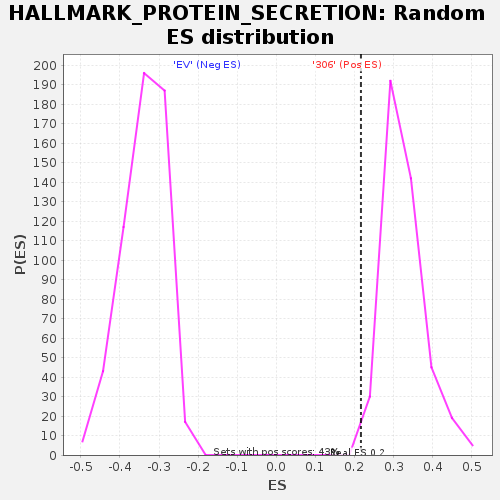 HALLMARK_PROTEIN_SECRETION: Random
ES distribution
'EV' (Neg ES)
'306' (Pos ES)
200
190
180
170
160
150
140
130
120
110
100
90
80
70
60
50
40
30
20
10
0
P(ES)
Sets with pos scores: 43%
Real ES 0.2
-0.5 -0.4 -0.3 -0.2 -0.1 0.0 0.1 0.2 0.3 0.4 0.5
ES